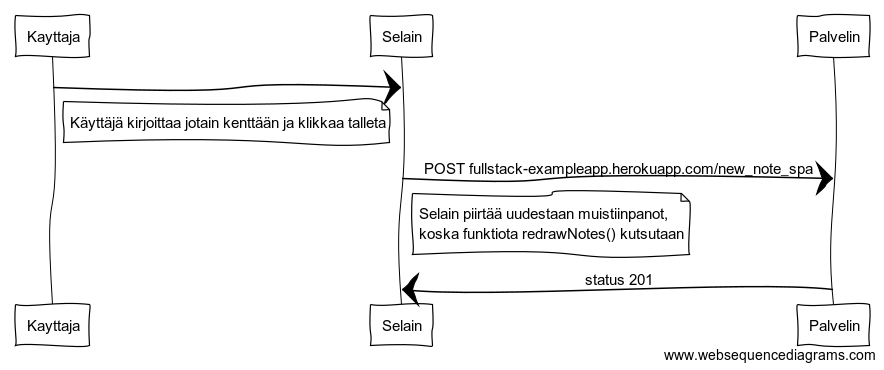 Kayttaja
Selain
Palvelin
Käyttäjä kirjoittaa jotain kenttään ja klikkaa talleta
POST fullstack-exampleapp.herokuapp.com/new_note_spa
Selain piirtää uudestaan muistiinpanot,
koska funktiota redrawNotes() kutsutaan
status 201
Kayttaja
Selain
Palvelin
www.websequencediagrams.com